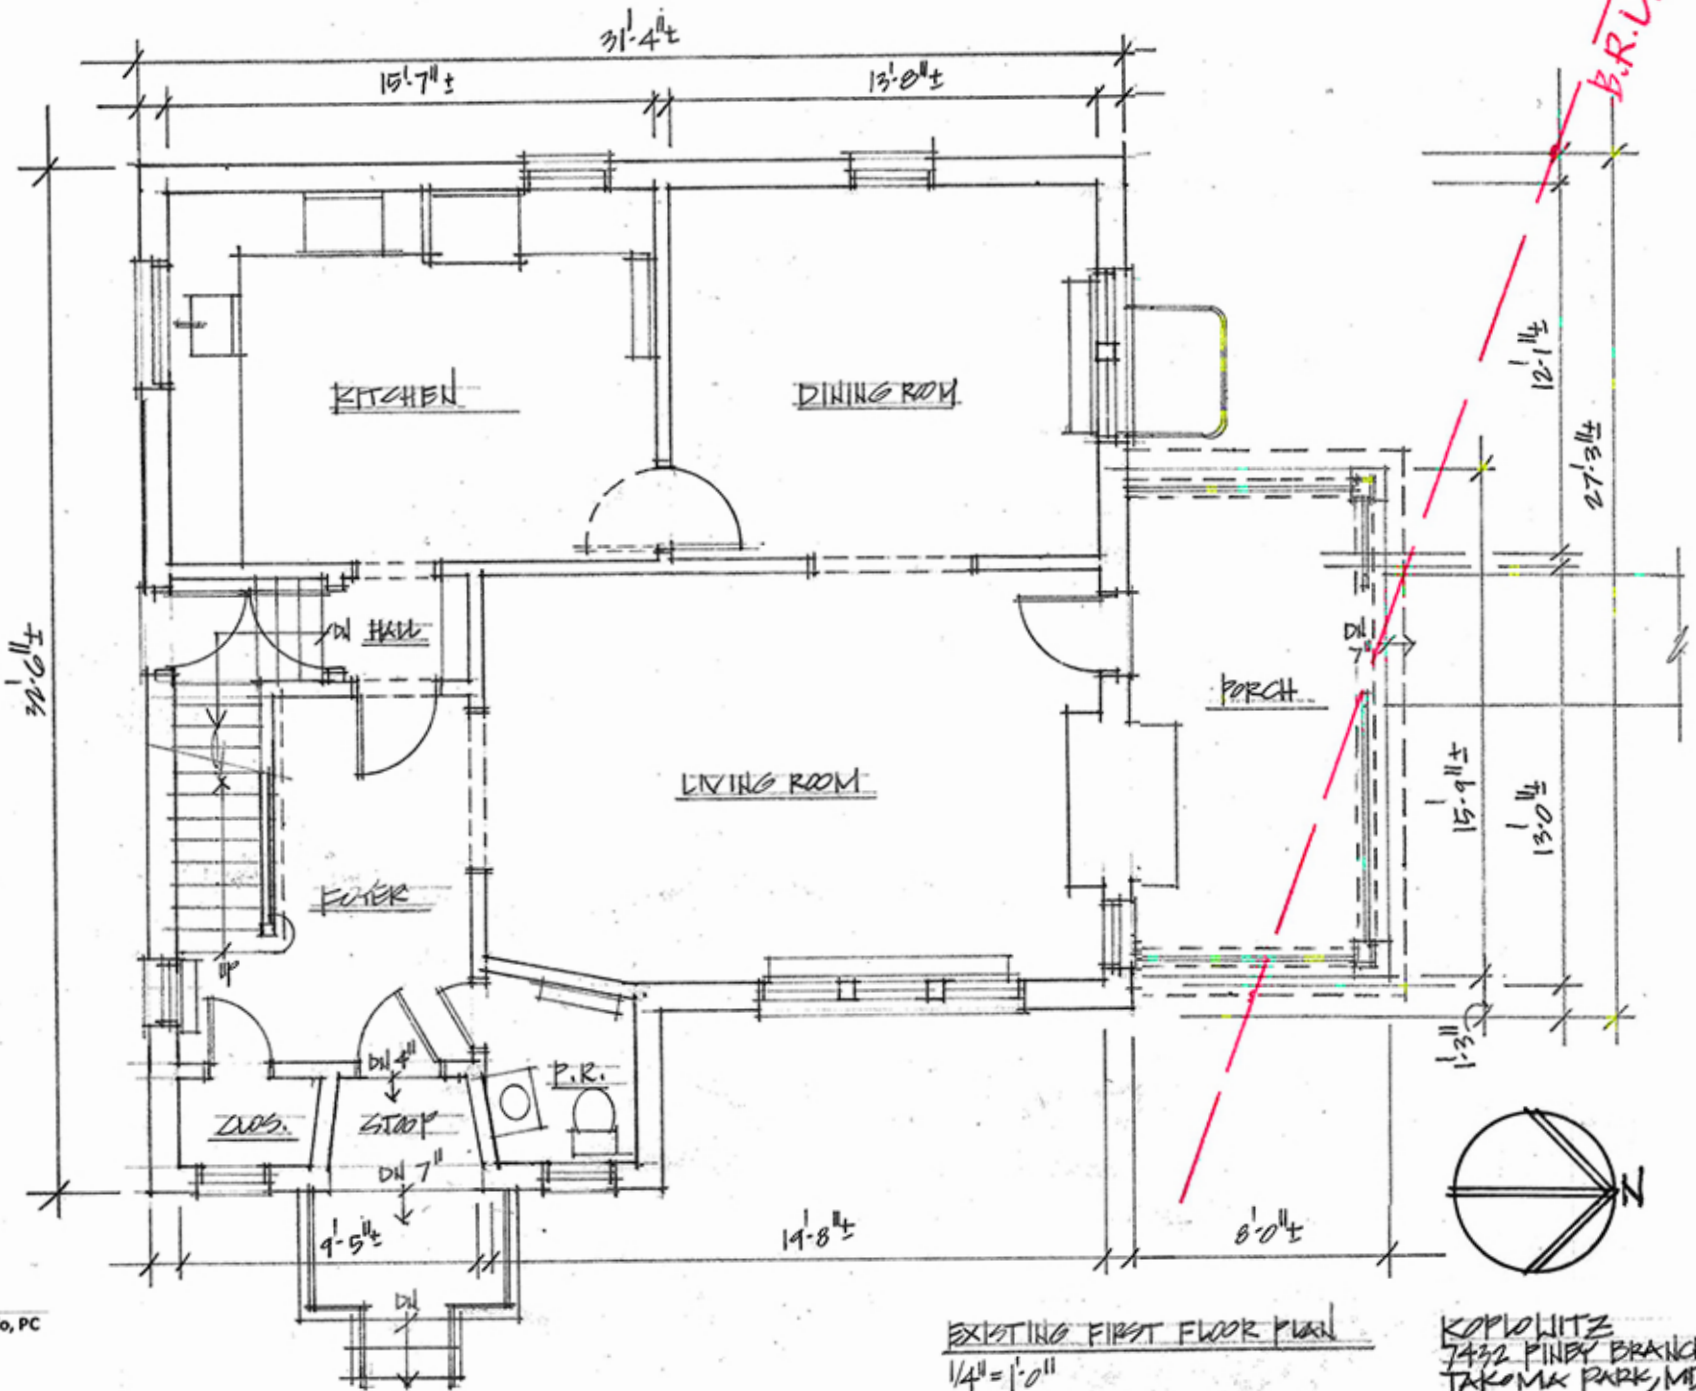 31'-4"±
15'-7"±
13'-8"±
B.R.L.
12'-1"±
27'-3"±
KITCHEN
DINING ROOM
32'-6"±
DN
HALL
DN
7"
PORCH
LIVING ROOM
15'-9"±
13'-0"±
FOYER
UP
1'-3"
DN 4"
P.R.
CLOS.
STOOP
DN 7"
N
9'-5"±
19'-8"±
8'-0"±
DN
O, PC
EXISTING FIRST FLOOR PLAN
1/4" = 1'-0"
KOPLOWITZ
7432 PINEY BRANCH
TAKOMA PARK, MD